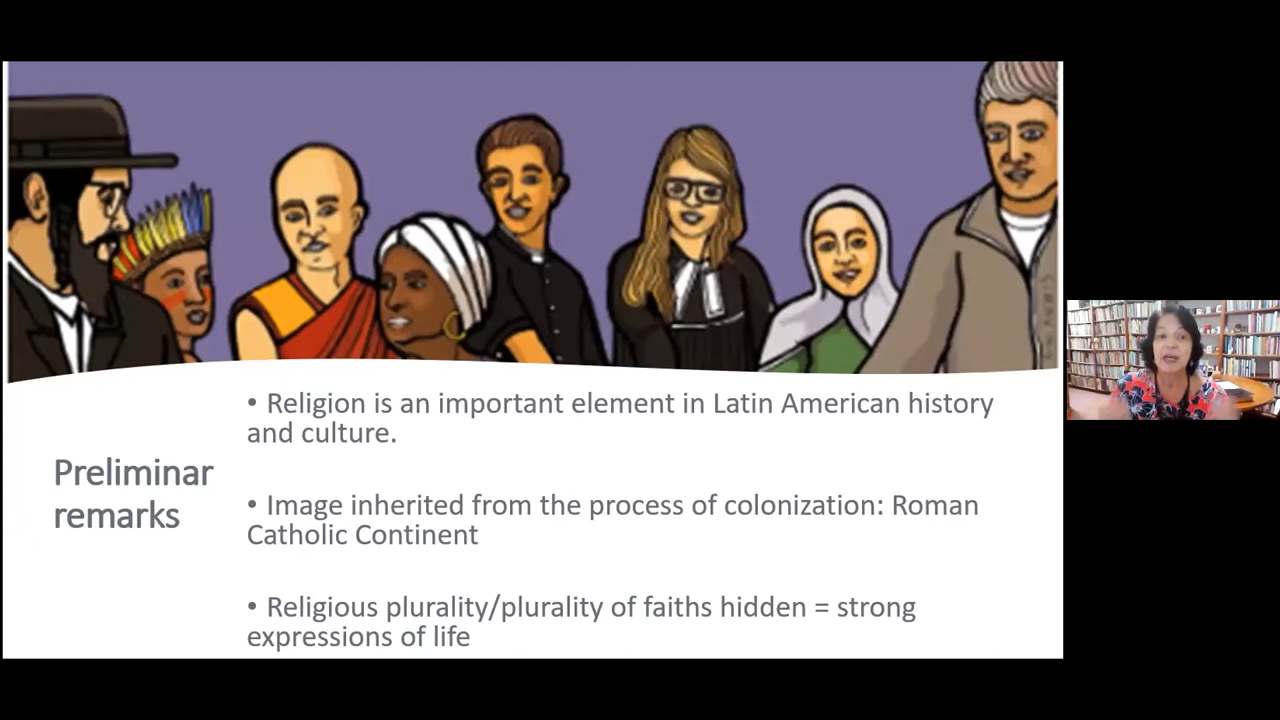 • Religion is an important element in Latin American history
and culture.
Preliminar
remarks
• Image inherited from the process of colonization: Roman
Catholic Continent
• Religious plurality/plurality of faiths hidden = strong
expressions of life